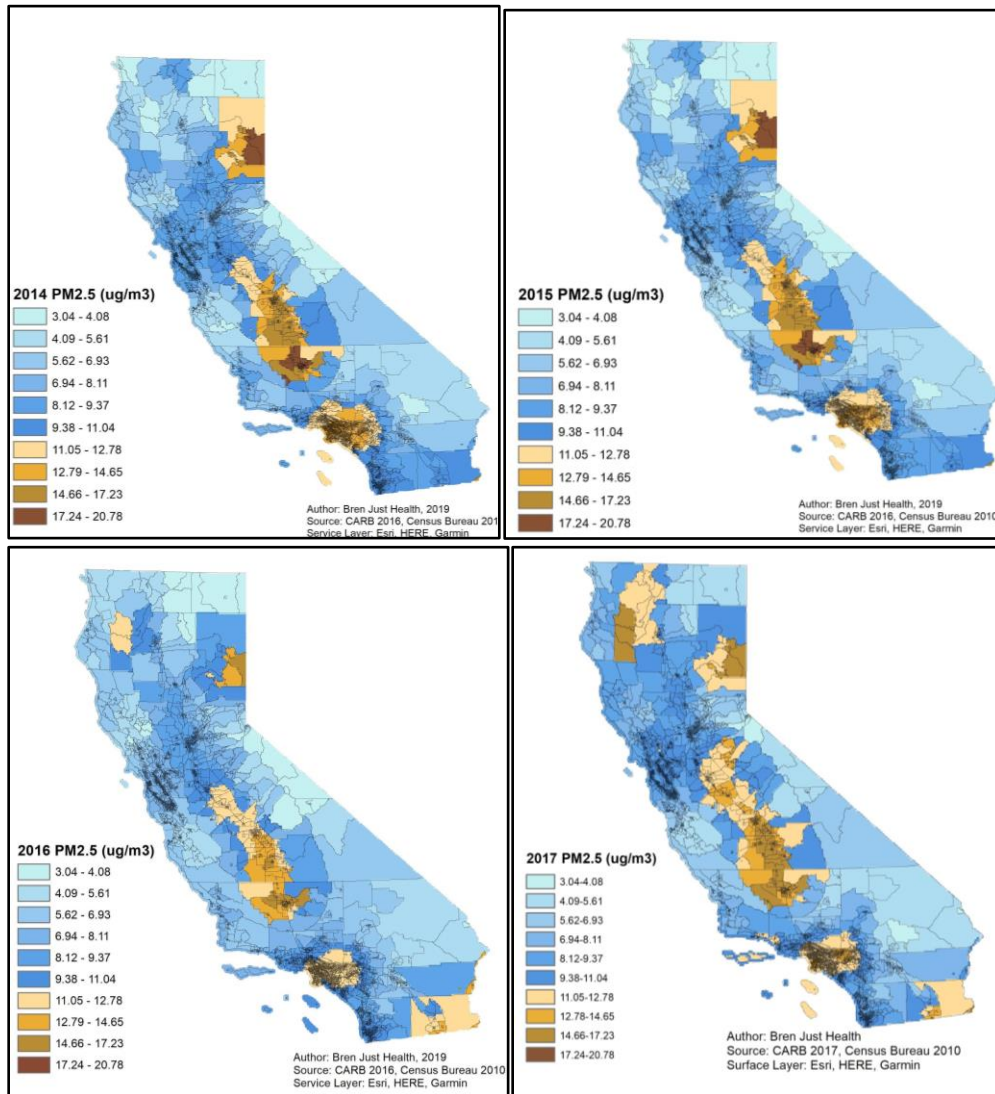 2014 PM2.5 (ug/m3)
3.04 - 4.08
4.09 - 5.61
5.62 - 6.93
6.94 - 8.11
8.12 - 9.37
9.38 - 11.04
11.05 - 12.78
12.79 - 14.65
14.66 - 17.23
17.24 - 20.78
Author: Bren Just Health, 2019
Source: CARB 2016, Census Bureau 201
Service Layer: Esri, HERE, Garmin
2015 PM2.5 (ug/m3)
3.04 - 4.08
4.09 - 5.61
5.62 - 6.93
6.94 - 8.11
8.12 - 9.37
9.38 - 11.04
11.05 - 12.78
12.79 - 14.65
14.66 - 17.23
17.24 - 20.78
Author: Bren Just Health, 2019
Source: CARB 2016, Census Bureau 2010
Service Layer: Esri, HERE, Garmin
2016 PM2.5 (ug/m3)
3.04 - 4.08
4.09 - 5.61
5.62 - 6.93
6.94 - 8.11
8.12 - 9.37
9.38 - 11.04
11.05 - 12.78
12.79 - 14.65
14.66 - 17.23
17.24 - 20.78
Author: Bren Just Health, 2019
Source: CARB 2016, Census Bureau 2010
Service Layer: Esri, HERE, Garmin
2017 PM2.5 (ug/m3)
3.04-4.08
4.09-5.61
5.62-6.93
6.94-8.11
8.12-9.37
9.38-11.04
11.05-12.78
12.78-14.65
14.66-17.23
17.24-20.78
Author: Bren Just Health
Source: CARB 2017, Census Bureau 2010
Surface Layer: Esri, HERE, Garmin